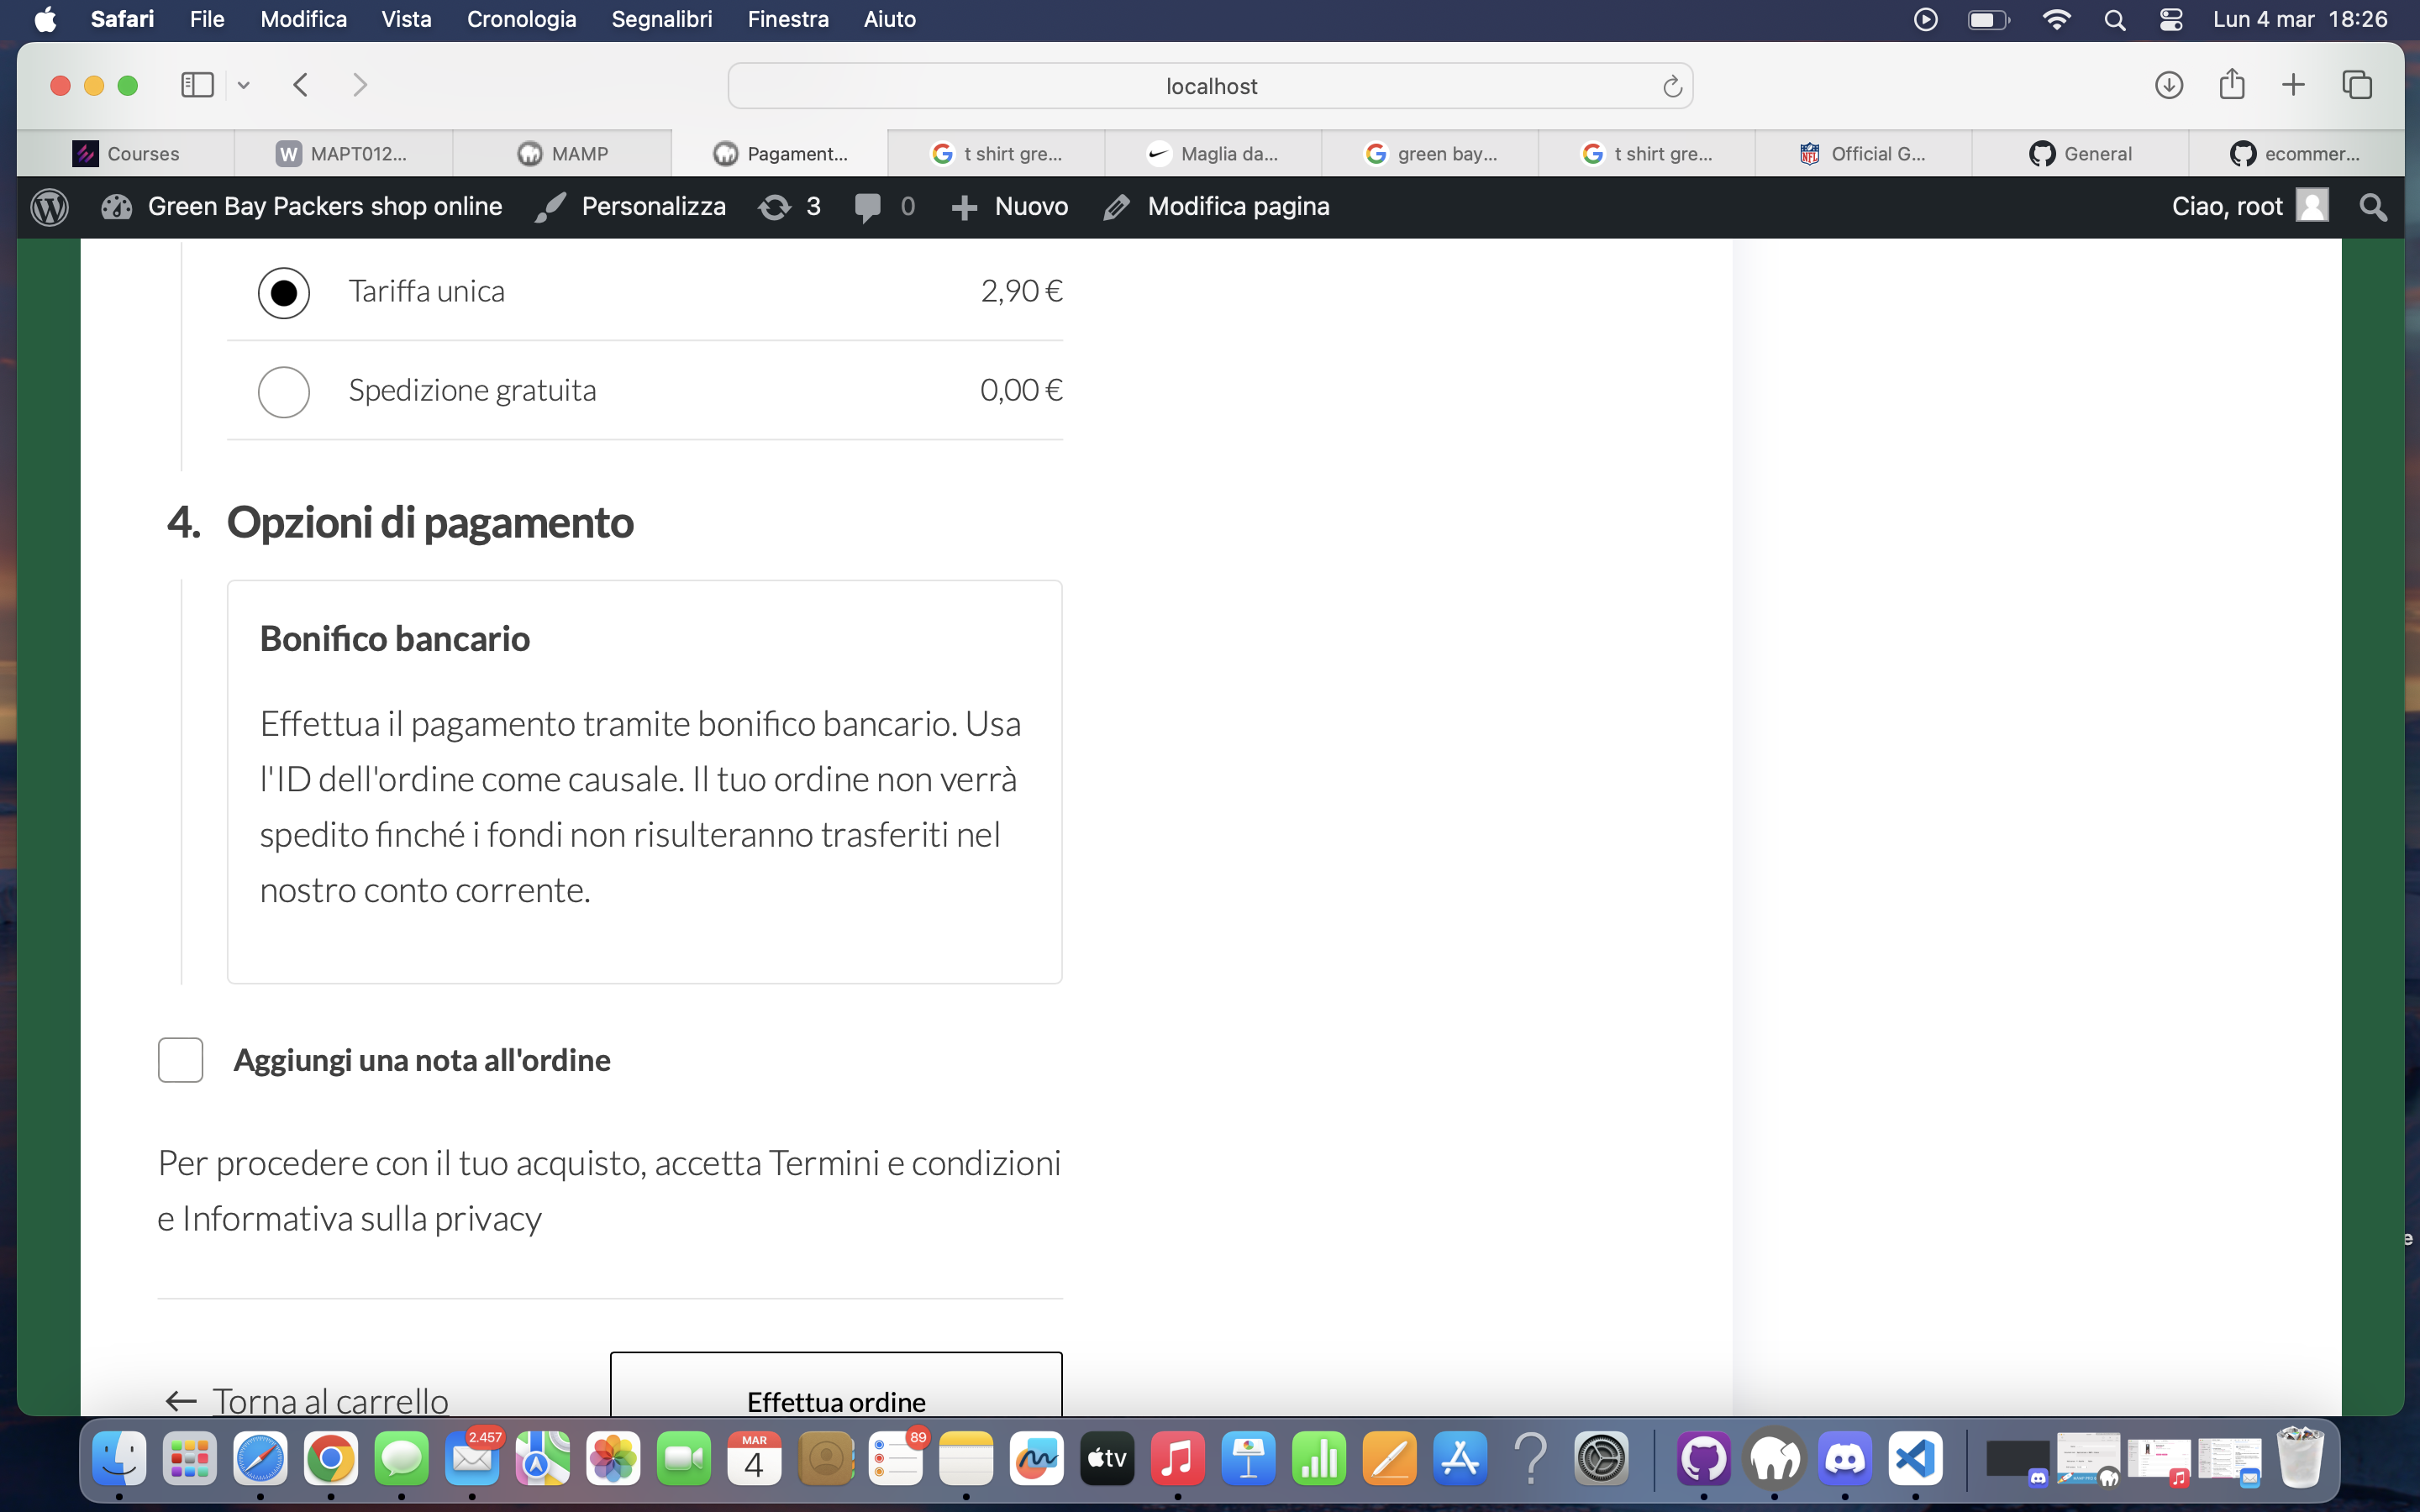 Safari File Modifica Vista Cronologia Segnalibri Finestra Aiuto Lun 4 mar 18:26
localhost
Courses W MAPT012... MAMP Pagament... t shirt gre... Maglia da... green bay... t shirt gre... Official G... General ecommer...
Green Bay Packers shop online Personalizza 3 0 Nuovo Modifica pagina Ciao, root
Tariffa unica 2,90 €
Spedizione gratuita 0,00 €
4. Opzioni di pagamento
Bonifico bancario
Effettua il pagamento tramite bonifico bancario. Usa
l'ID dell'ordine come causale. Il tuo ordine non verrà
spedito finché i fondi non risulteranno trasferiti nel
nostro conto corrente.
Aggiungi una nota all'ordine
Per procedere con il tuo acquisto, accetta Termini e condizioni
e Informativa sulla privacy
← Torna al carrello Effettua ordine
2.457 MAR 4 89 tv